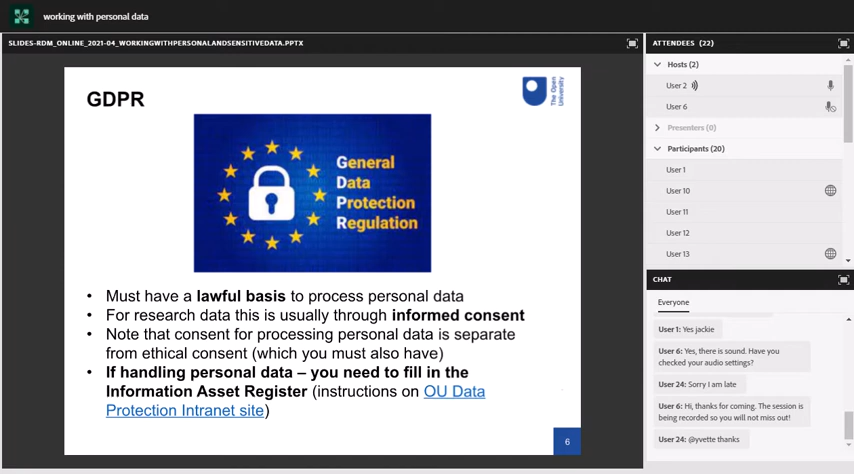 working with personal data
SLIDES-RDM_ONLINE_2021-04_WORKINGWITHPERSONALANDSENSITIVEDATA.PPTX
GDPR
The Open
University
General
Data
Protection
Regulation
• Must have a lawful basis to process personal data
• For research data this is usually through informed consent
• Note that consent for processing personal data is separate
from ethical consent (which you must also have)
• If handling personal data – you need to fill in the
Information Asset Register (instructions on OU Data
Protection Intranet site)
6
ATTENDEES (22)
Hosts (2)
User 2
User 6
Presenters (0)
Participants (20)
User 1
User 10
User 11
User 12
User 13
CHAT
Everyone
User 1: Yes jackie
User 6: Yes, there is sound. Have you
checked your audio settings?
User 24: Sorry I am late
User 6: Hi, thanks for coming. The session is
being recorded so you will not miss out!
User 24: @yvette thanks